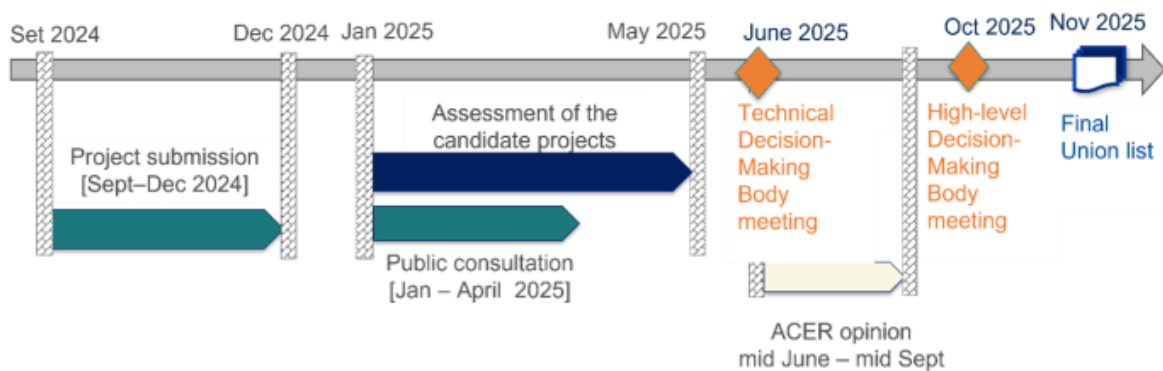 Set 2024
Dec 2024
Jan 2025
May 2025
June 2025
Oct 2025
Nov 2025
Project submission
[Sept–Dec 2024]
Assessment of the
candidate projects
Public consultation
[Jan – April 2025]
Technical
Decision-
Making
Body
meeting
High-level
Decision-
Making
Body
meeting
Final
Union list
ACER opinion
mid June – mid Sept